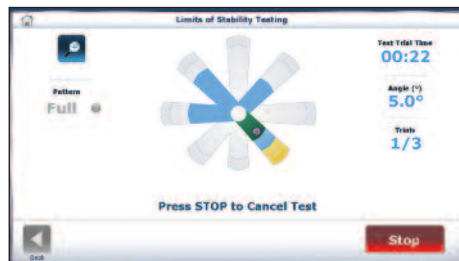 Limits of Stability Testing
Test Trial Time
00:22
Pattern
Full
Angle (°)
5.0°
Trials
1/3
Press STOP to Cancel Test
Back
Stop